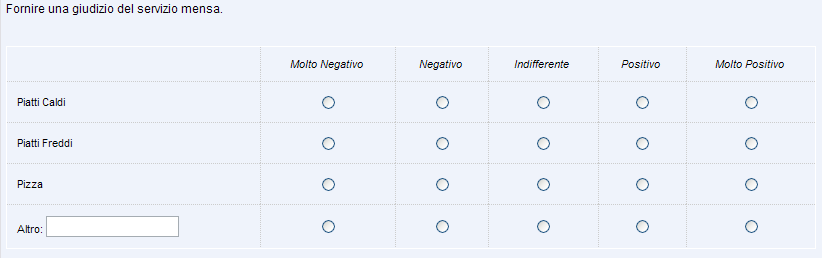 Fornire una giudizio del servizio mensa.
Molto Negativo Negativo Indifferente Positivo Molto Positivo
Piatti Caldi
Piatti Freddi
Pizza
Altro: